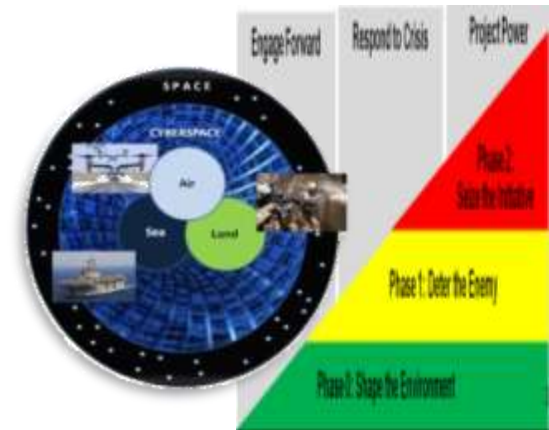 Engage Forward
Respond to Crisis
Project Power
SPACE
CYBERSPACE
Air
Sea
Land
Phase 2:
Seize the Initiative
Phase 1: Deter the Enemy
Phase 0: Shape the Environment